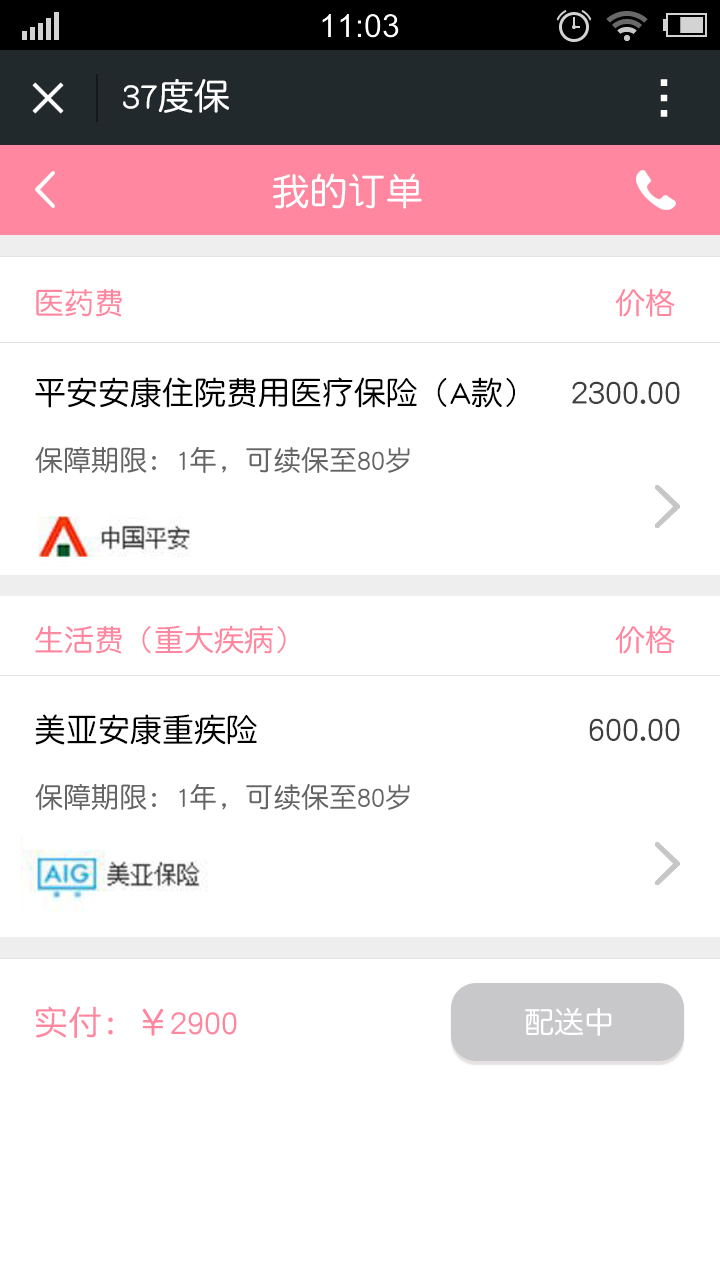 11:03
37度保
我的订单
医药费 价格
平安安康住院费用医疗保险（A款） 2300.00
保障期限：1年，可续保至80岁
中国平安
生活费（重大疾病） 价格
美亚安康重疾险 600.00
保障期限：1年，可续保至80岁
AIG 美亚保险
实付：￥2900 配送中